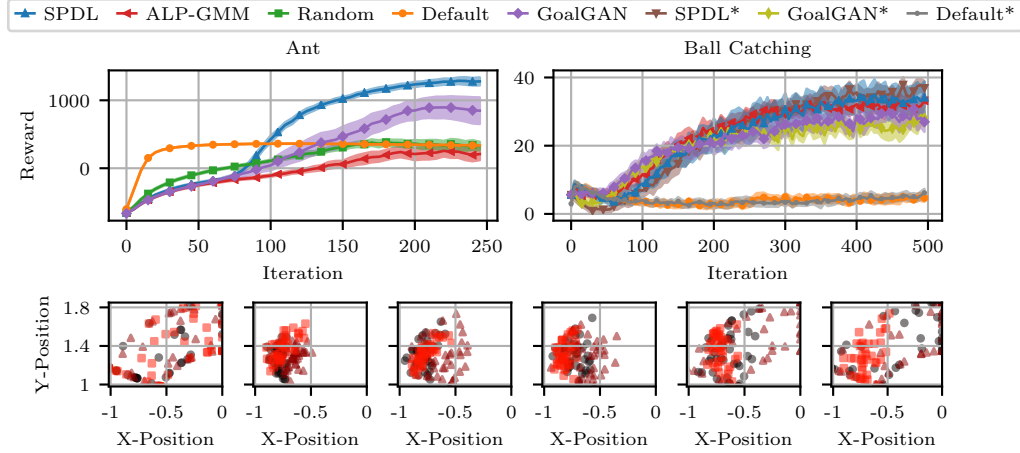 SPDL ALP-GMM Random Default GoalGAN SPDL* GoalGAN* Default*
Ant
Ball Catching
Reward
1000
0
0 50 100 150 200 250
Iteration
40
20
0
0 100 200 300 400 500
Iteration
Y-Position
1.8
1.4
1
-1 -0.5 0
-1 -0.5 0
-1 -0.5 0
-1 -0.5 0
-1 -0.5 0
-1 -0.5 0
X-Position X-Position X-Position X-Position X-Position X-Position